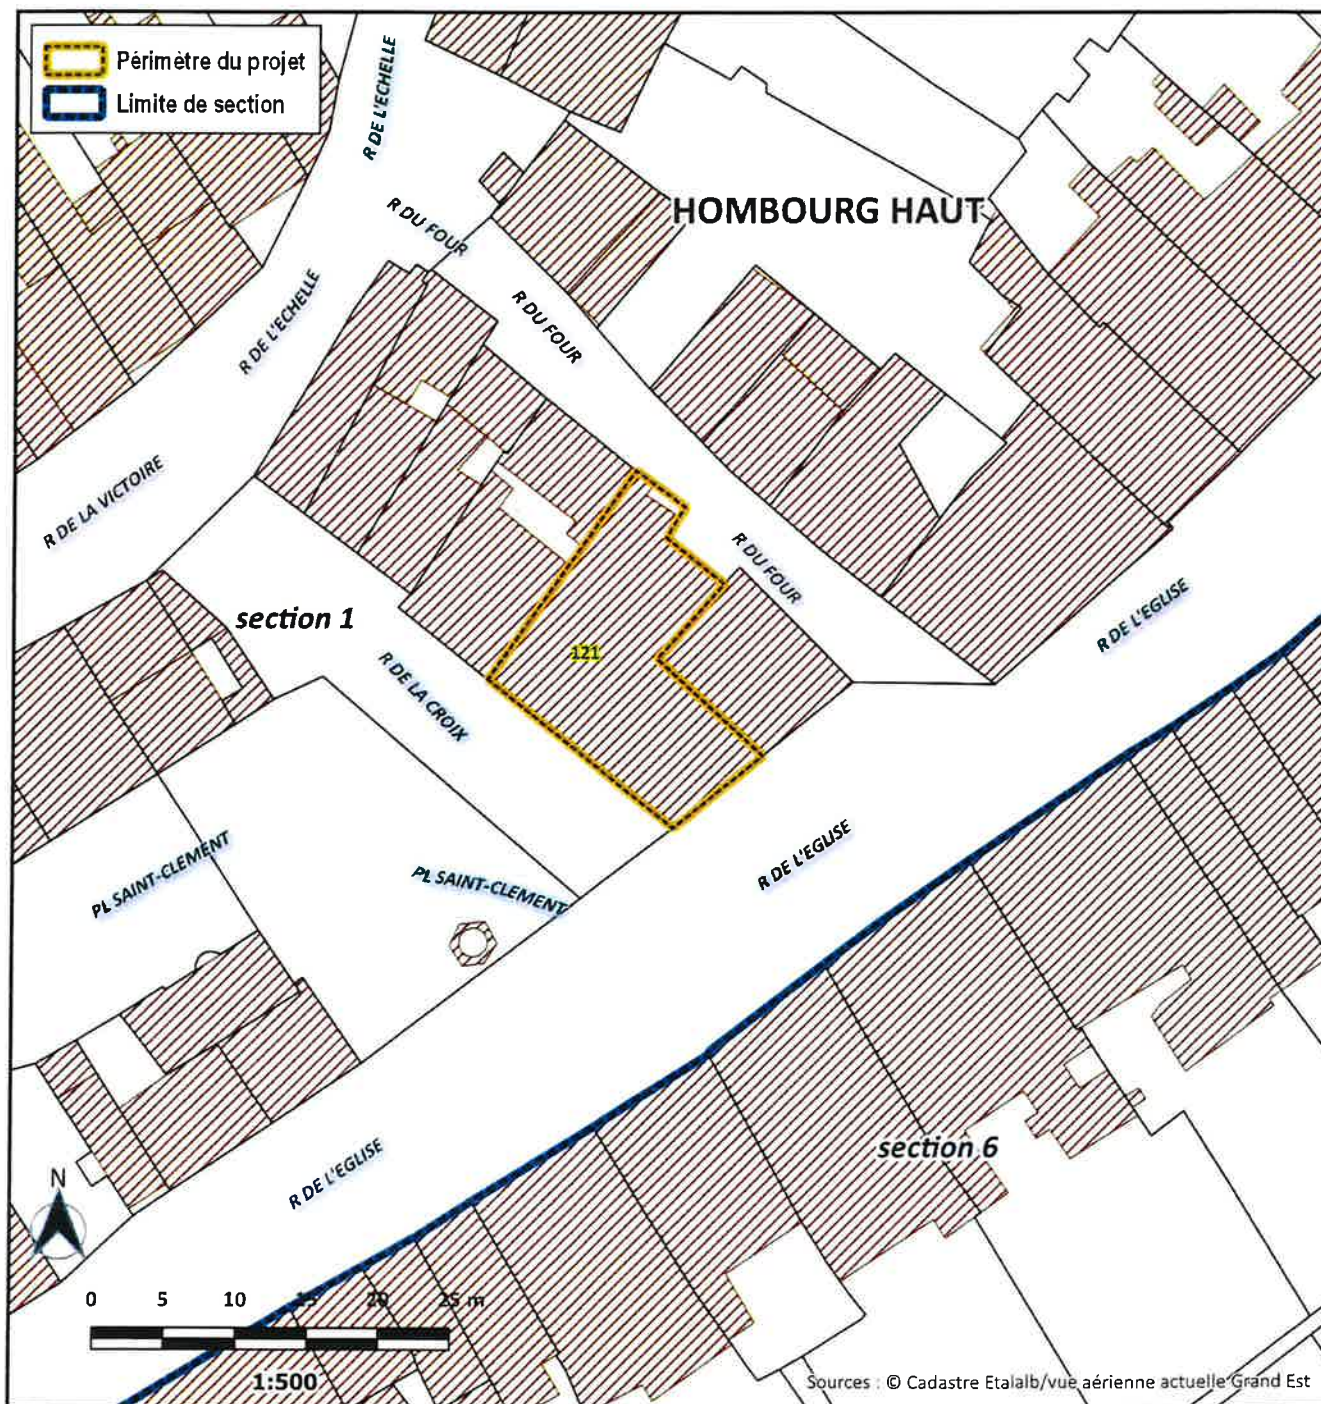 Périmètre du projet
Limite de section
R DE L'ECHELLE
R DU FOUR
HOMBOURG HAUT
R DE L'ECHELLE
R DU FOUR
R DE LA VICTOIRE
R DU FOUR
section 1
121
R DE L'EGLISE
R DE LA CROIX
PL SAINT-CLEMENT
PL SAINT-CLEMENT
R DE L'EGLISE
section 6
R DE L'EGLISE
N
0 5 10 15 20 25 m
1:500
Sources : © Cadastre Etalalb/vue aérienne actuelle Grand Est